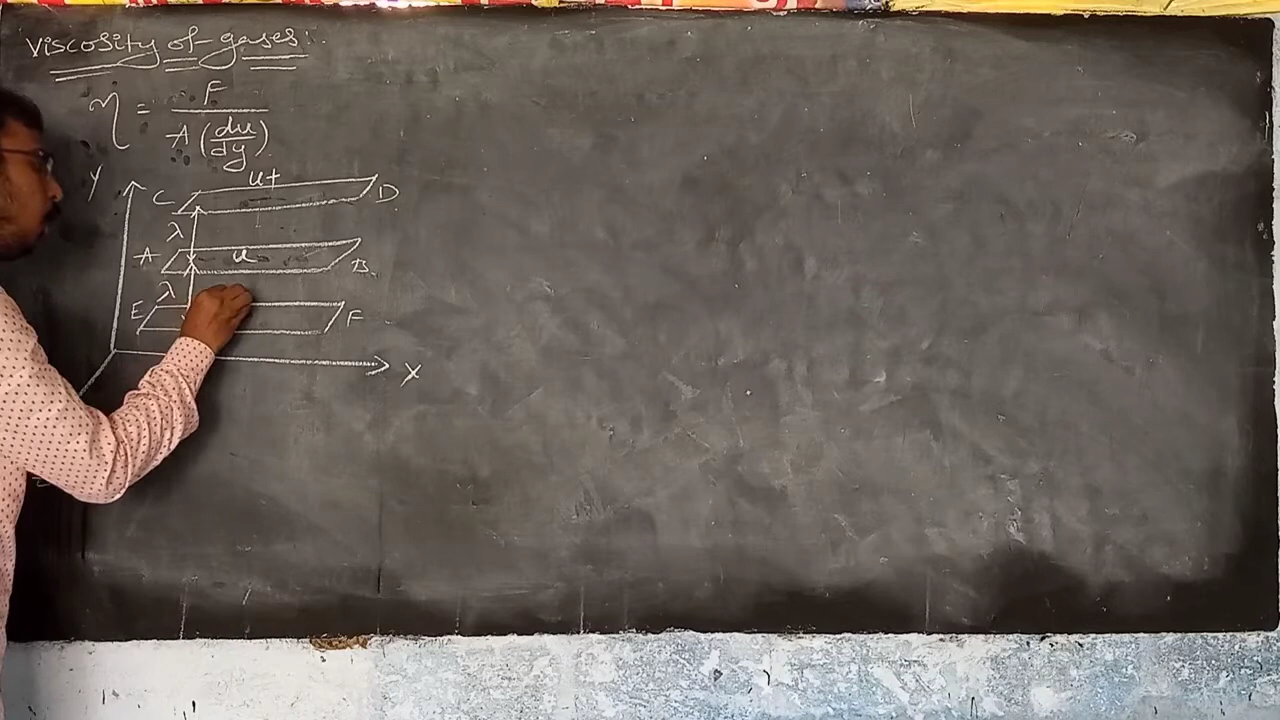 Viscosity of gases:
η = F / A (du/dy)
Y
C u+ D
λ
A u B
λ
E F
X